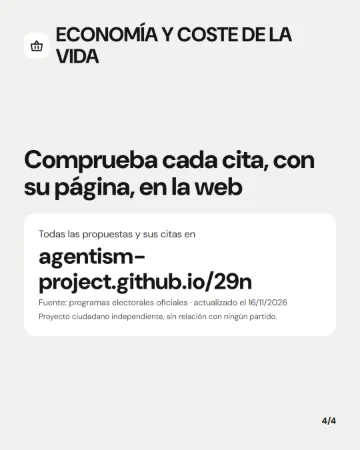 ECONOMÍA Y COSTE DE LA
VIDA
Comprueba cada cita, con
su página, en la web
Todas las propuestas y sus citas en
agentism-
project.github.io/29n
Fuente: programas electorales oficiales · actualizado el 16/11/2026
Proyecto ciudadano independiente, sin relación con ningún partido.
4/4